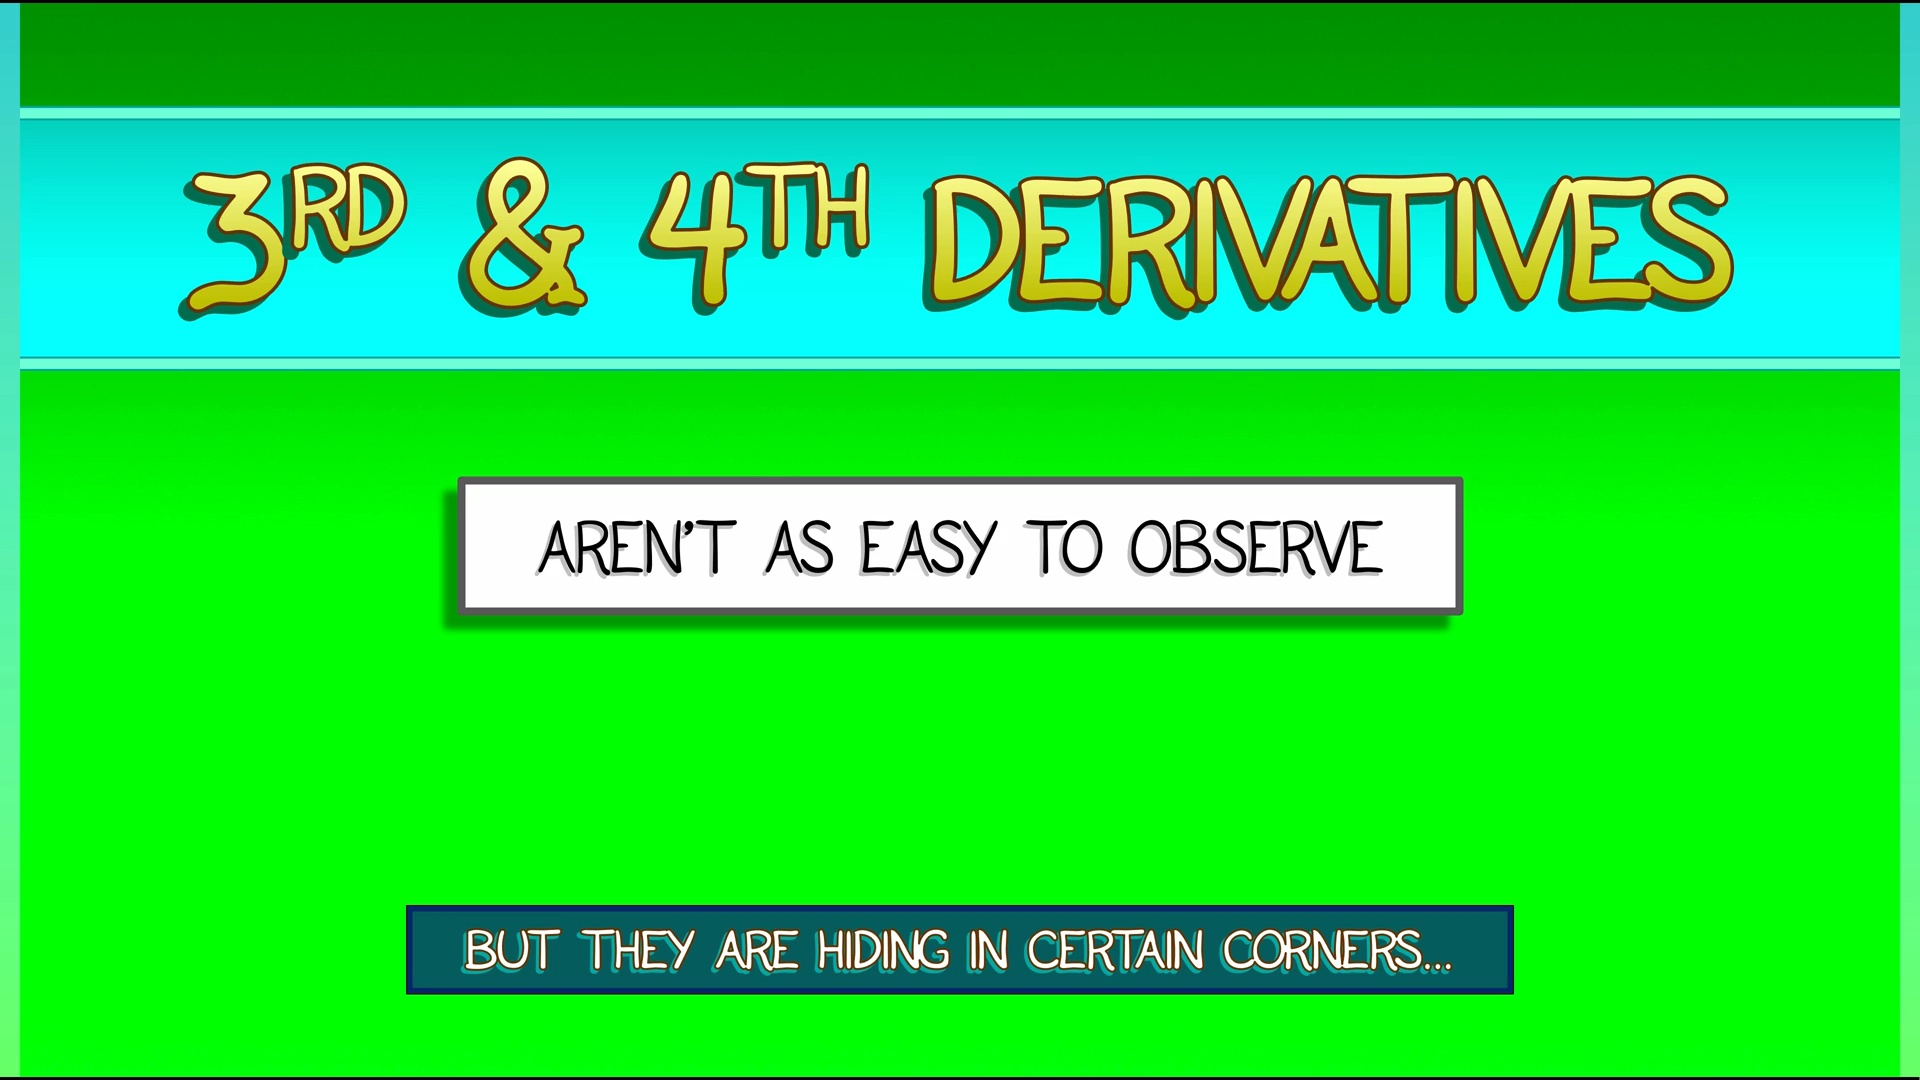 3RD & 4TH DERIVATIVES
AREN'T AS EASY TO OBSERVE
BUT THEY ARE HIDING IN CERTAIN CORNERS...